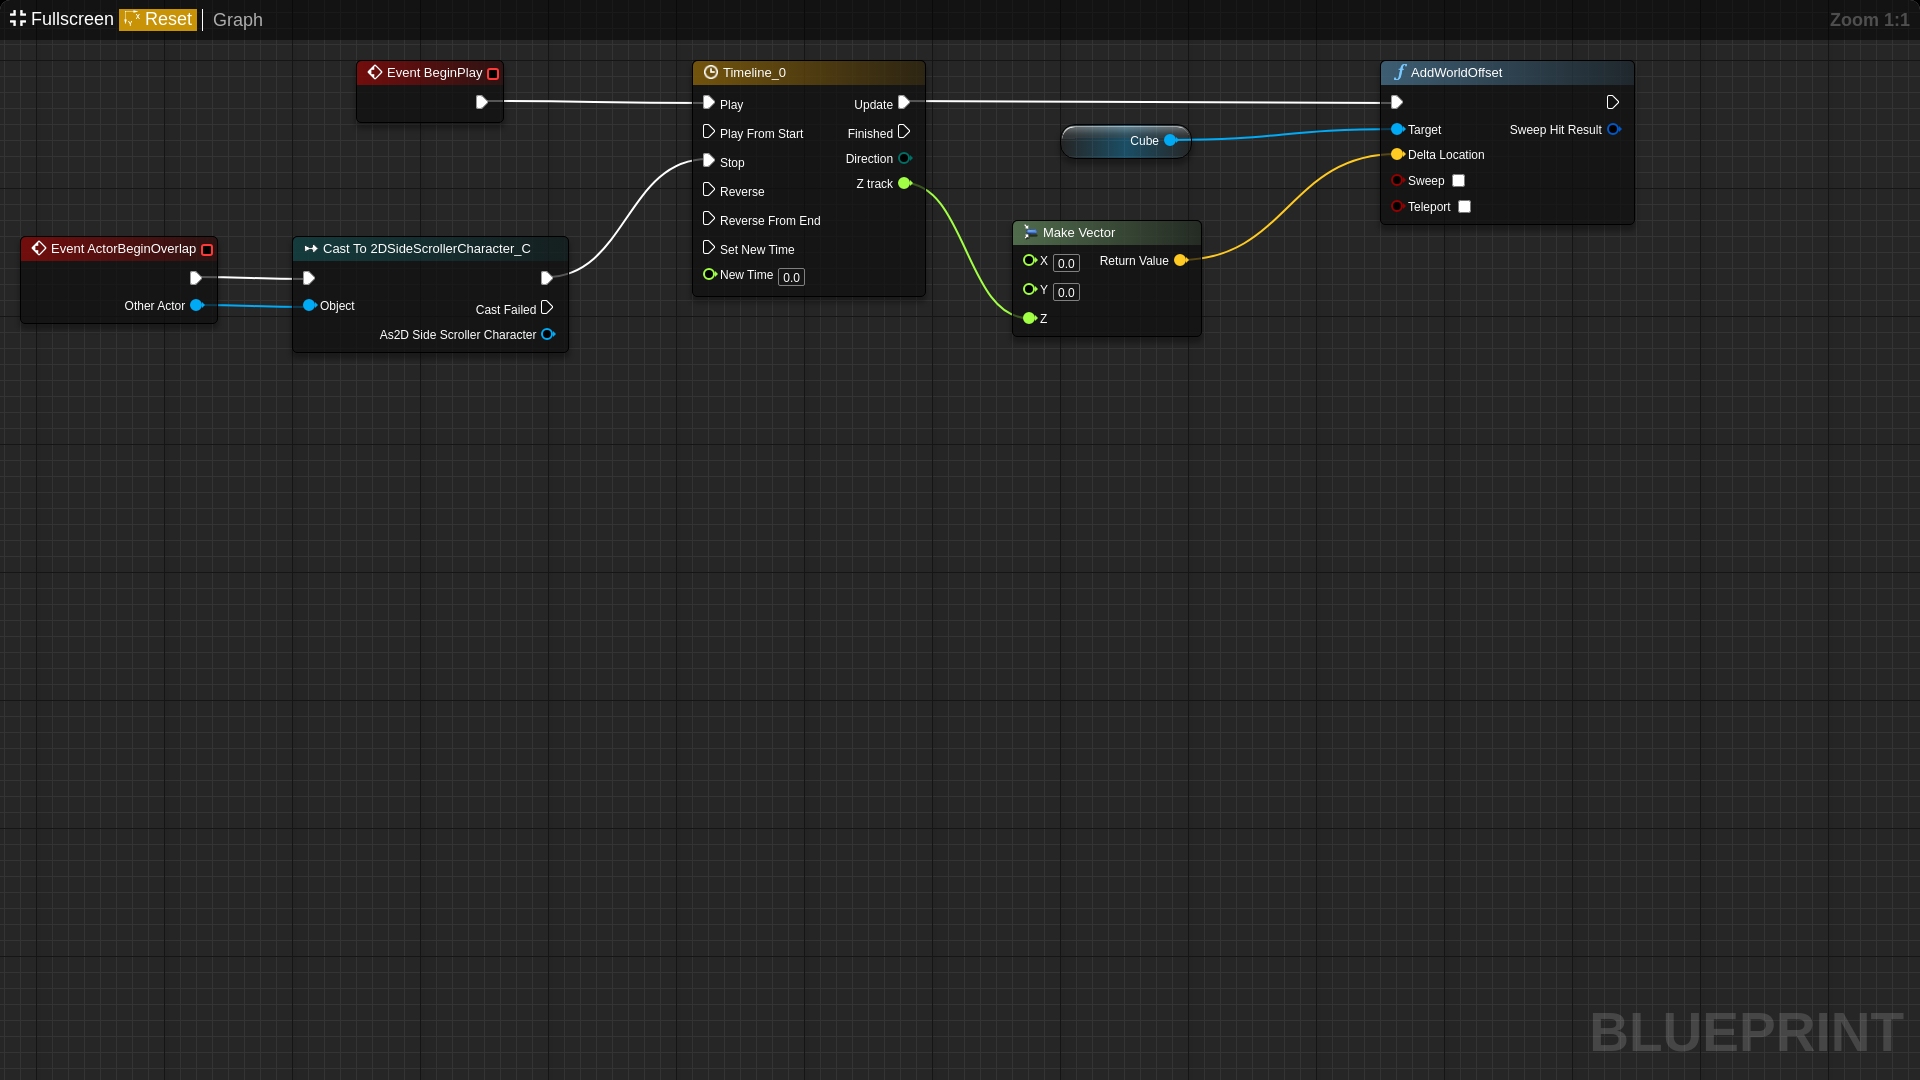 Fullscreen Reset Graph Zoom 1:1
Event BeginPlay
Timeline_0
Play Update
Play From Start Finished
Stop Direction
Reverse Z track
Reverse From End
Set New Time
New Time 0.0
AddWorldOffset
Target Sweep Hit Result
Delta Location
Sweep
Teleport
Cube
Make Vector
X 0.0 Return Value
Y 0.0
Z
Event ActorBeginOverlap
Other Actor
Cast To 2DSideScrollerCharacter_C
Object
Cast Failed
As2D Side Scroller Character
BLUEPRINT